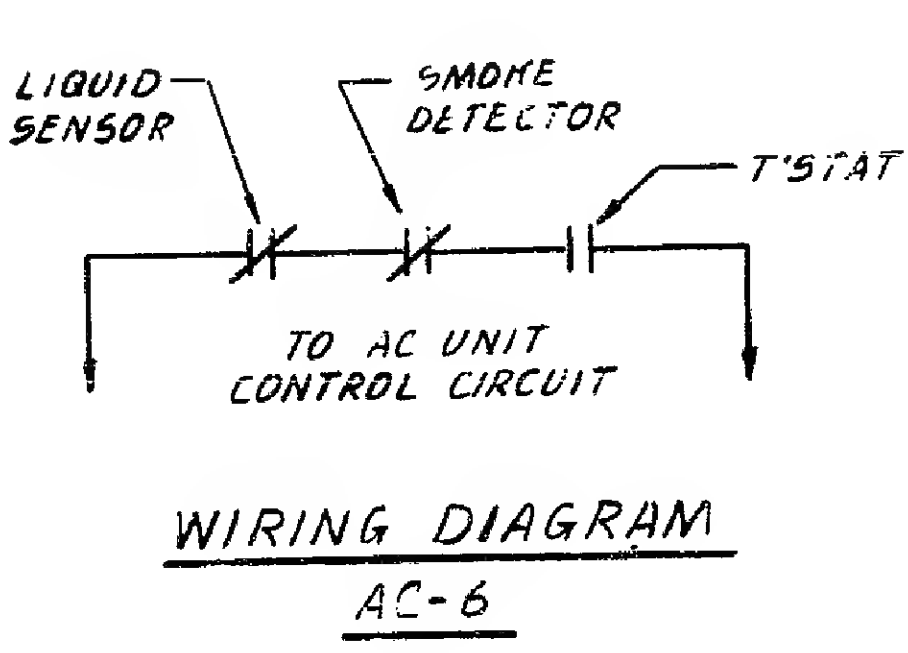 LIQUID
SENSOR
SMOKE
DETECTOR
T'STAT
TO AC UNIT
CONTROL CIRCUIT
WIRING DIAGRAM
AC-6